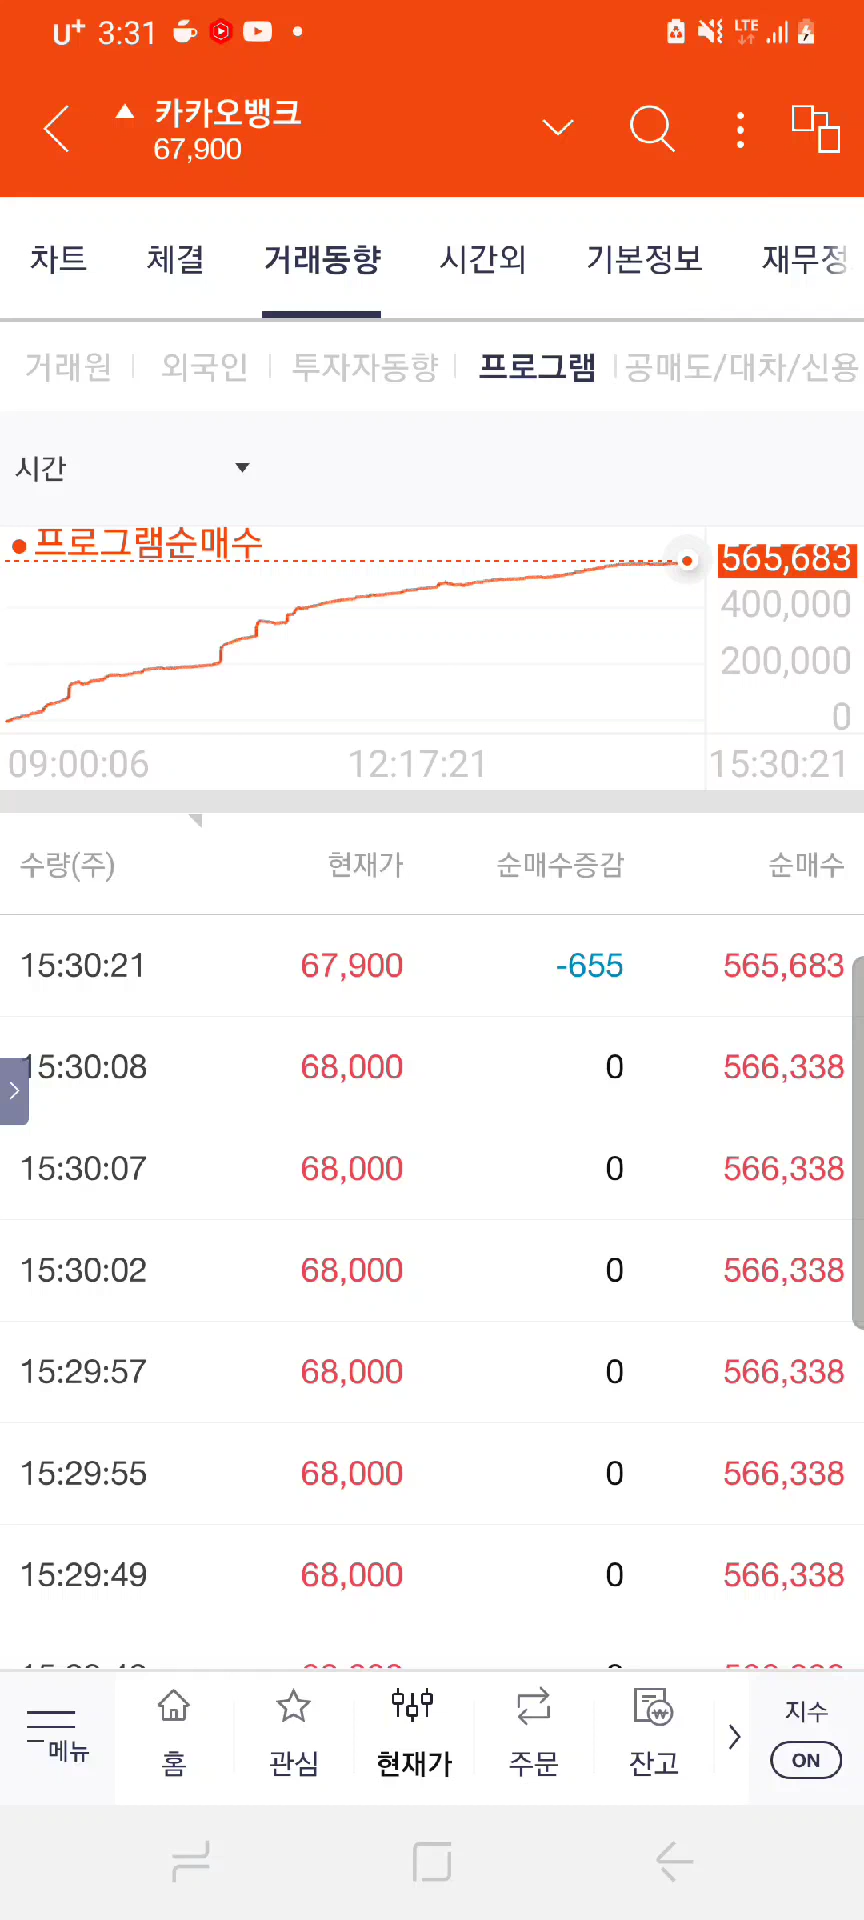 U+ 3:31 LTE
카카오뱅크
67,900
차트 체결 거래동향 시간외 기본정보 재무정
거래원 외국인 투자자동향 프로그램 공매도/대차/신용
시간
프로그램순매수
565,683
400,000
200,000
0
09:00:06 12:17:21 15:30:21
수량(주) 현재가 순매수증감 순매수
15:30:21 67,900 -655 565,683
15:30:08 68,000 0 566,338
15:30:07 68,000 0 566,338
15:30:02 68,000 0 566,338
15:29:57 68,000 0 566,338
15:29:55 68,000 0 566,338
15:29:49 68,000 0 566,338
메뉴 홈 관심 현재가 주문 잔고 지수
ON